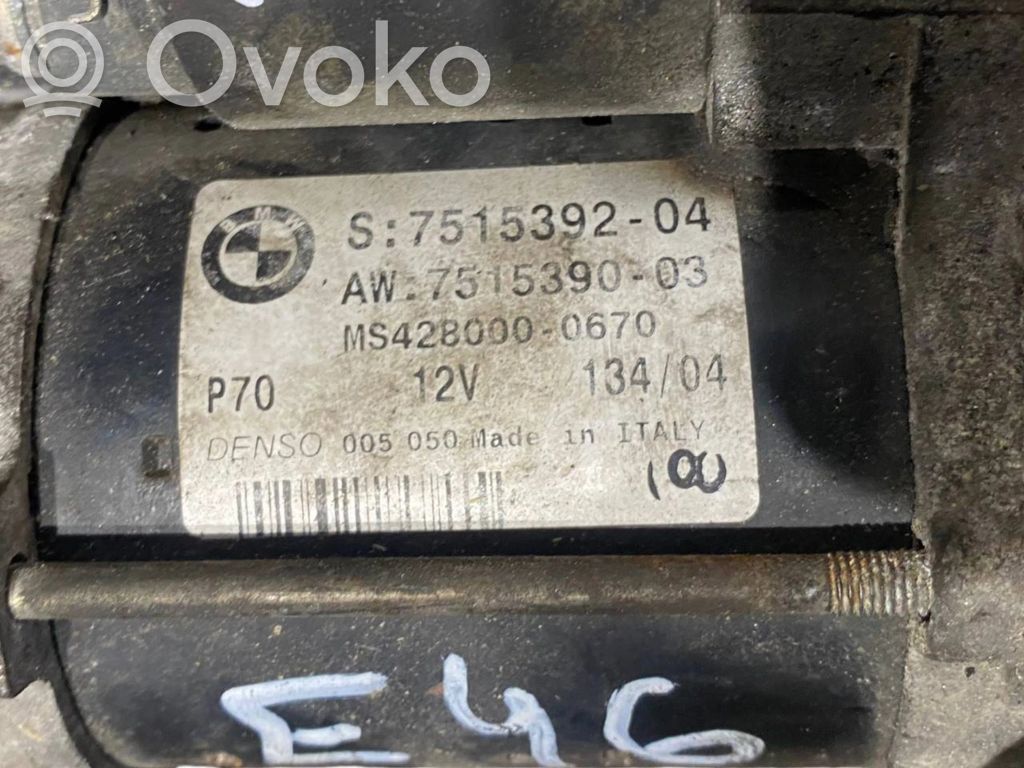 Ovoko
BMW
S:7515392-04
AW:7515390-03
MS428000-0670
P70 12V 134/04
DENSO 005 050 Made in ITALY
E46